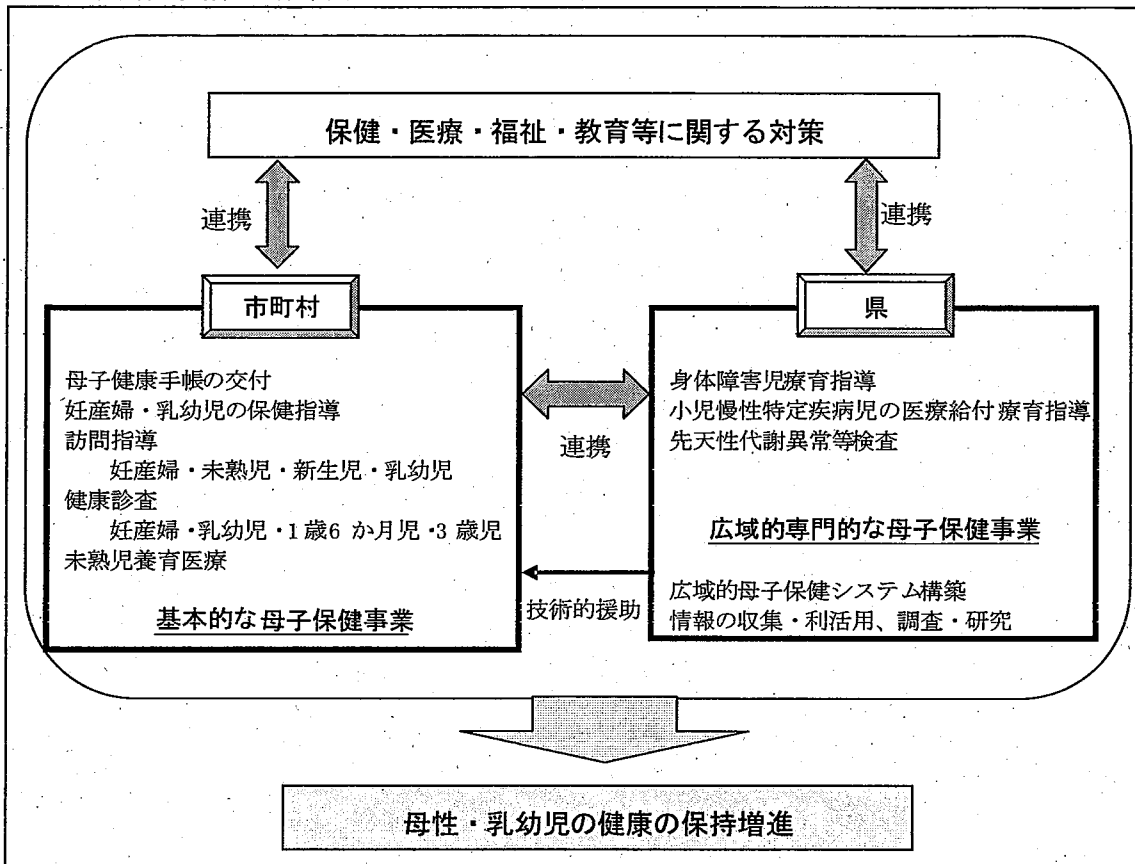 保健・医療・福祉・教育等に関する対策
連携
連携
市町村
母子健康手帳の交付
妊産婦・乳幼児の保健指導
訪問指導
妊産婦・未熟児・新生児・乳幼児
健康診査
妊産婦・乳幼児・1歳6か月児・3歳児
未熟児養育医療
基本的な母子保健事業
連携
技術的援助
県
身体障害児療育指導
小児慢性特定疾病児の医療給付 療育指導
先天性代謝異常等検査
広域的専門的な母子保健事業
広域的母子保健システム構築
情報の収集・利活用、調査・研究
母性・乳幼児の健康の保持増進